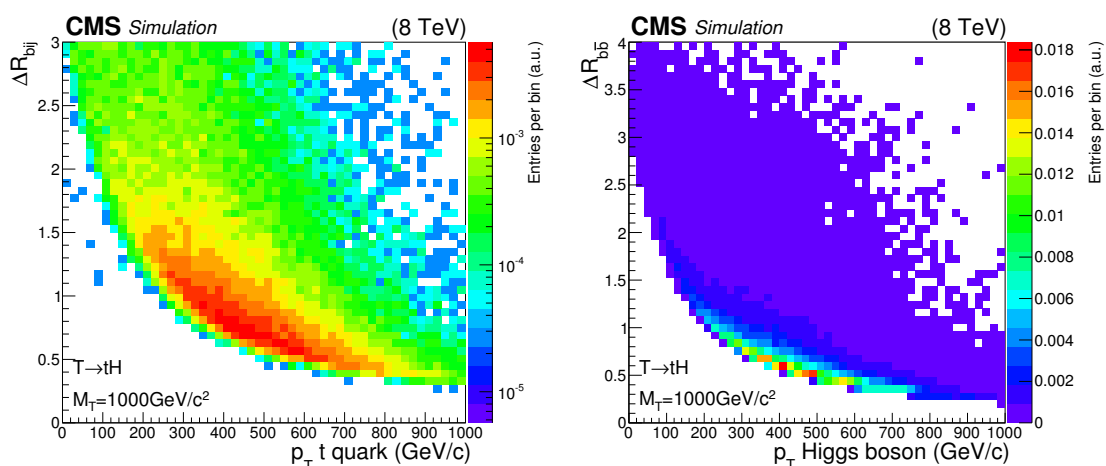 CMS Simulation (8 TeV)
ΔR_bij
3
2.5
2
1.5
1
0.5
0
T→tH
M_T=1000GeV/c²
0 100 200 300 400 500 600 700 800 900 1000
p_T t quark (GeV/c)
10⁻³
10⁻⁴
10⁻⁵
Entries per bin (a.u.)
CMS Simulation (8 TeV)
ΔR_bb̅
4
3.5
3
2.5
2
1.5
1
0.5
0
T→tH
M_T=1000GeV/c²
0 100 200 300 400 500 600 700 800 900 1000
p_T Higgs boson (GeV/c)
0.018
0.016
0.014
0.012
0.01
0.008
0.006
0.004
0.002
0
Entries per bin (a.u.)